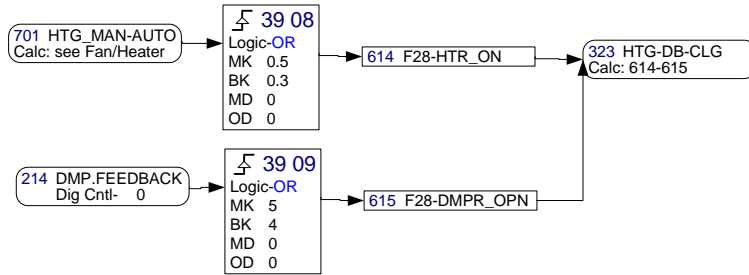 701 HTG_MAN-AUTO
Calc: see Fan/Heater
39 08
Logic-OR
MK 0.5
BK 0.3
MD 0
OD 0
614 F28-HTR_ON
323 HTG-DB-CLG
Calc: 614-615
214 DMP.FEEDBACK
Dig Cntl- 0
39 09
Logic-OR
MK 5
BK 4
MD 0
OD 0
615 F28-DMPR_OPN